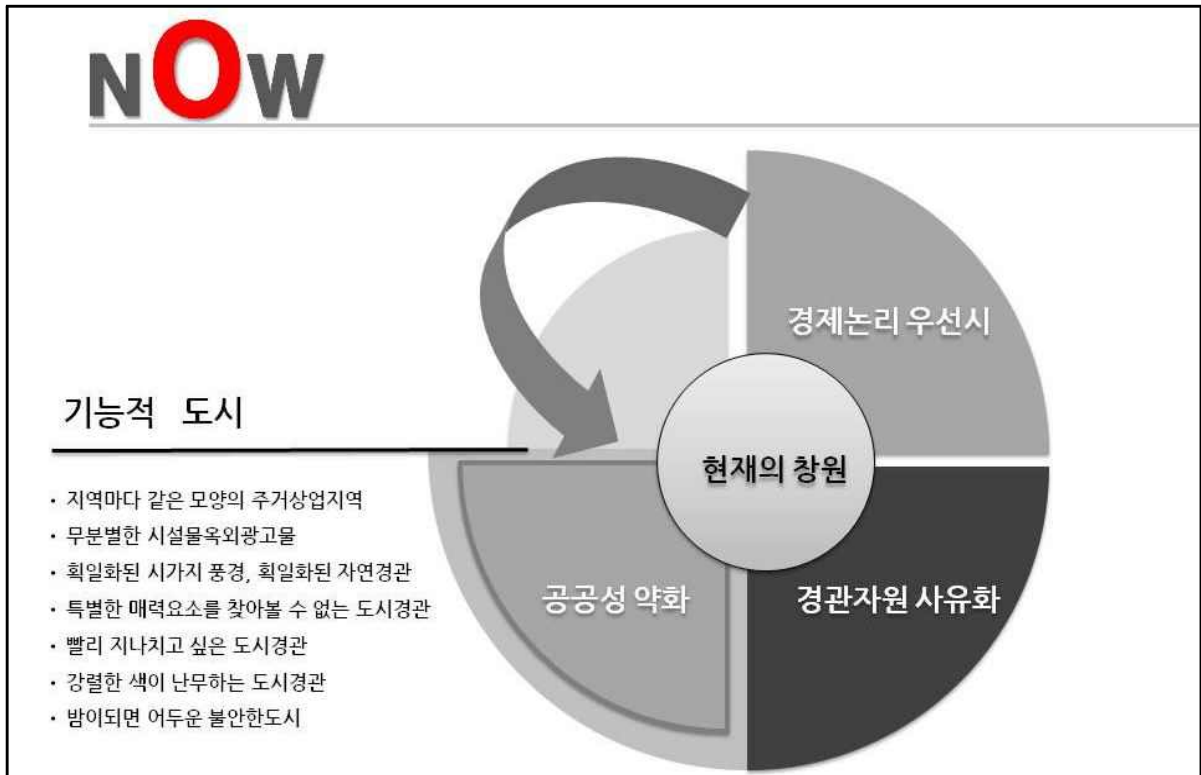 NOW
경제논리 우선시
기능적 도시
현재의 창원
• 지역마다 같은 모양의 주거상업지역
• 무분별한 시설물옥외광고물
• 획일화된 시가지 풍경, 획일화된 자연경관
• 특별한 매력요소를 찾아볼 수 없는 도시경관
• 빨리 지나치고 싶은 도시경관
• 강렬한 색이 난무하는 도시경관
• 밤이되면 어두운 불안한도시
공공성 약화
경관자원 사유화